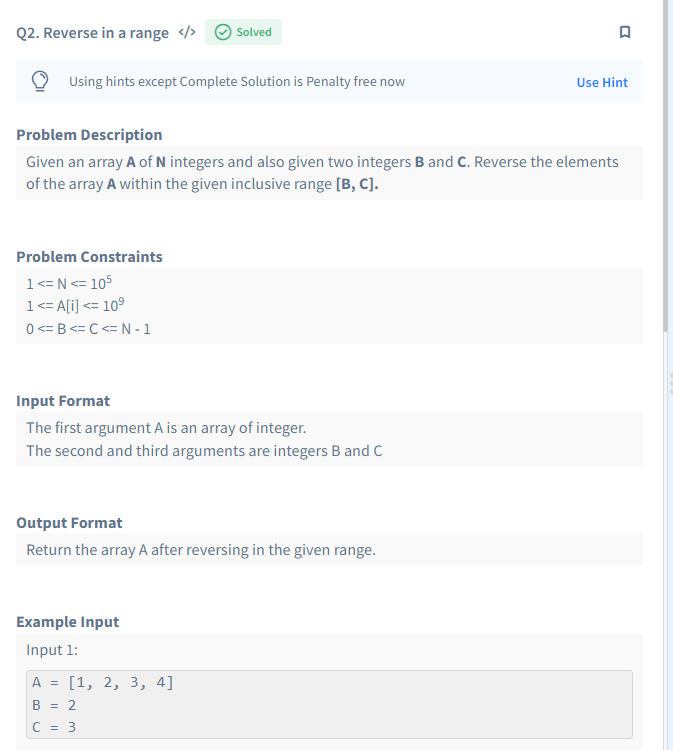 Q2. Reverse in a range </> Solved
Using hints except Complete Solution is Penalty free now Use Hint
Problem Description
Given an array A of N integers and also given two integers B and C. Reverse the elements
of the array A within the given inclusive range [B, C].
Problem Constraints
1 <= N <= 10⁵
1 <= A[i] <= 10⁹
0 <= B <= C <= N - 1
Input Format
The first argument A is an array of integer.
The second and third arguments are integers B and C
Output Format
Return the array A after reversing in the given range.
Example Input
Input 1:
A = [1, 2, 3, 4]
B = 2
C = 3